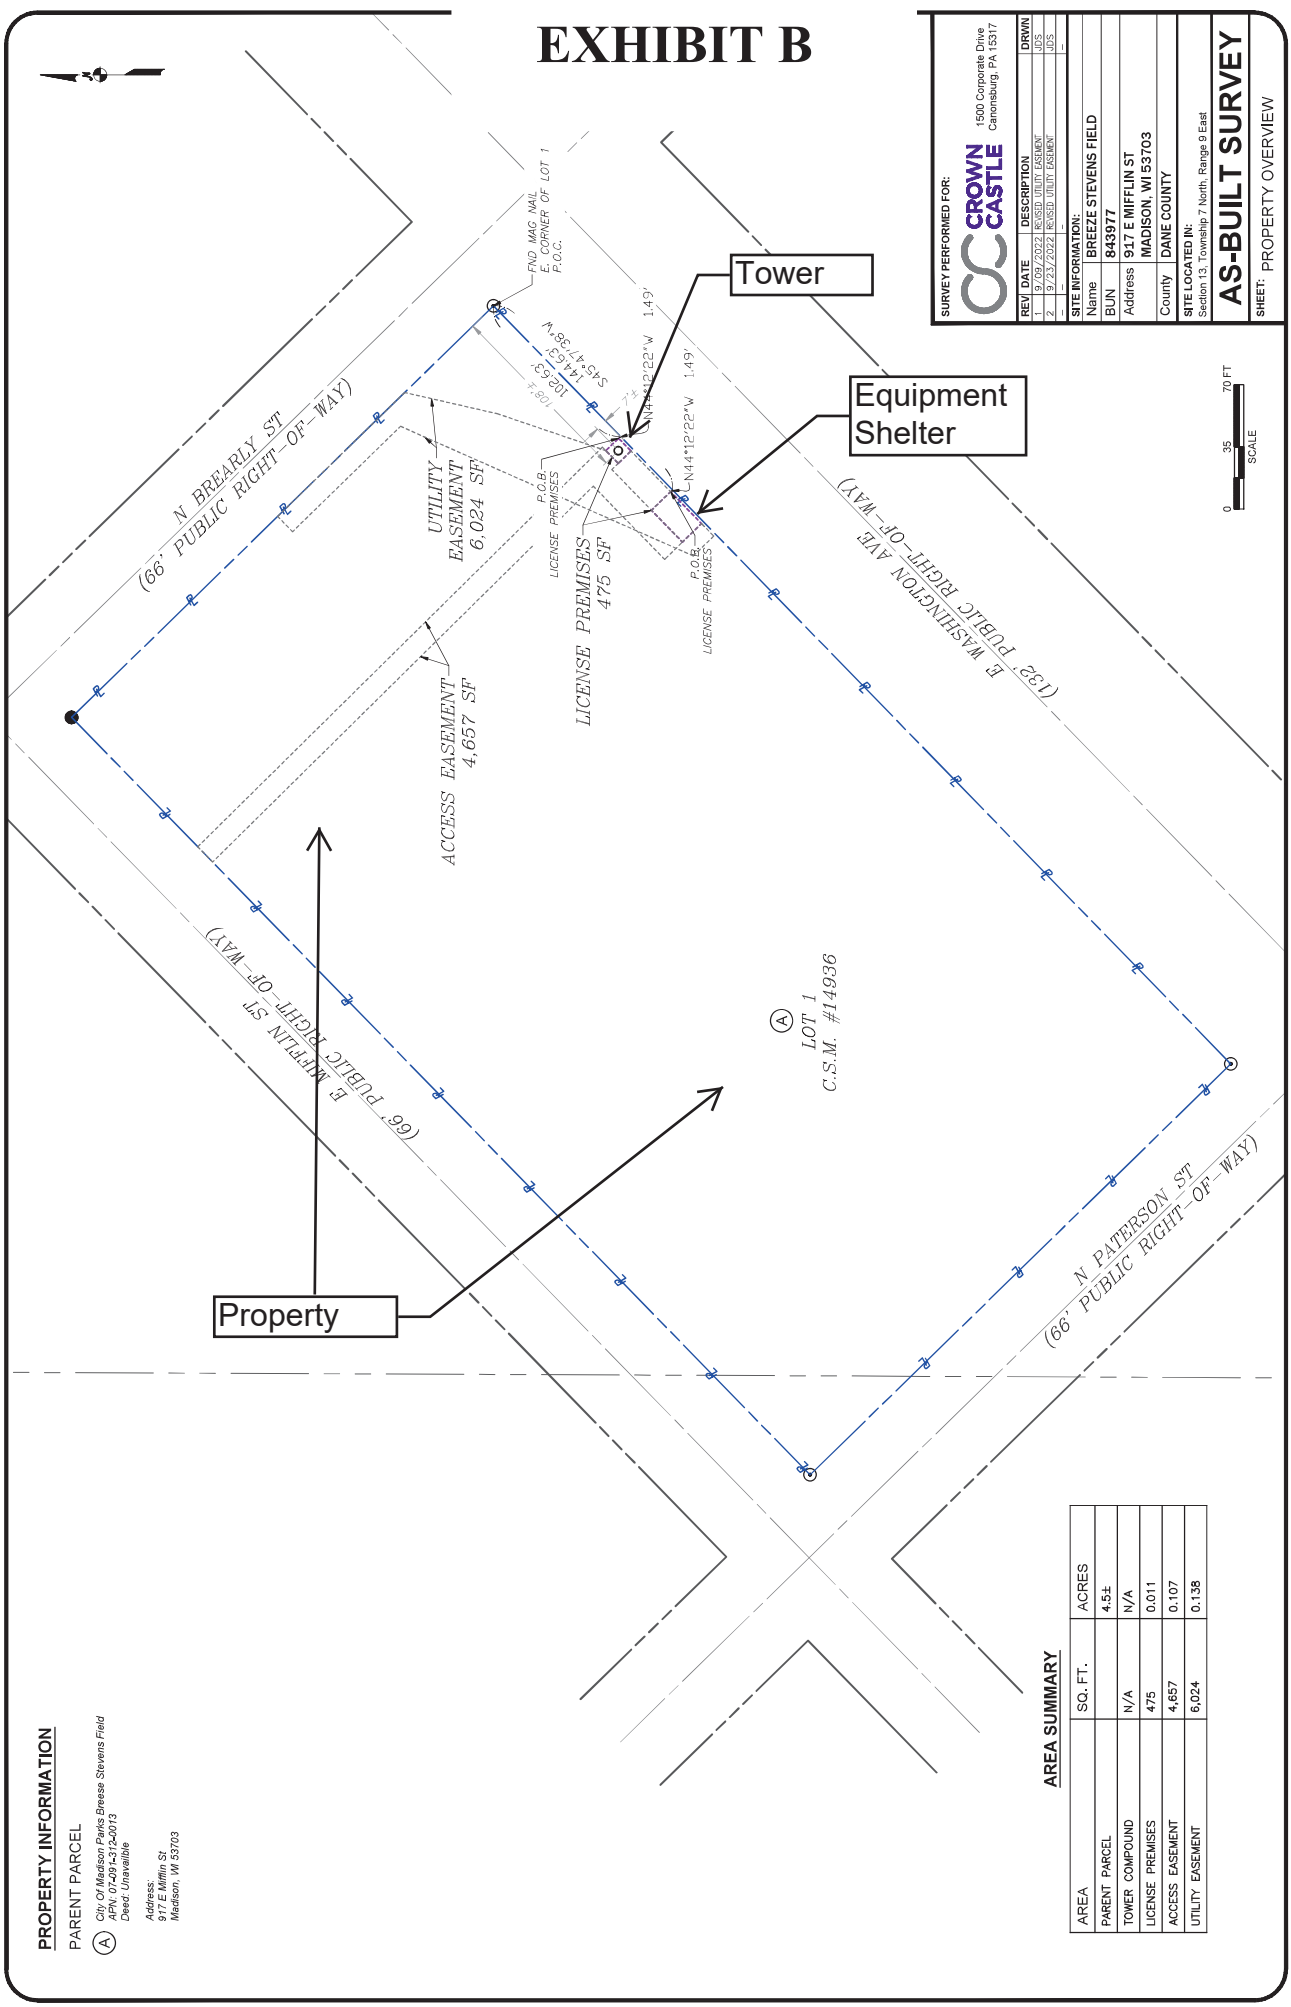 EXHIBIT B
SURVEY PERFORMED FOR:
CROWN
CASTLE
1500 Corporate Drive
Canonsburg, PA 15317
REV DATE DESCRIPTION DRWN
1 9/09/2022 REVISED UTILITY EASEMENT JDS
2 9/23/2022 REVISED UTILITY EASEMENT JDS
- - - -
SITE INFORMATION:
Name BREEZE STEVENS FIELD
BUN 843977
Address 917 E MIFFLIN ST
MADISON, WI 53703
County DANE COUNTY
SITE LOCATED IN:
Section 13, Township 7 North, Range 9 East
AS-BUILT SURVEY
SHEET: PROPERTY OVERVIEW
0 35 70 FT
SCALE
N
FND MAG NAIL
E. CORNER OF LOT 1
P.O.C.
Tower
Equipment
Shelter
Property
N BREARLY ST
(66' PUBLIC RIGHT-OF-WAY)
S45°47'38"W
144.63'
102.63'
108'±
7'±
N44°12'22"W 1.49'
N44°12'22"W 1.49'
UTILITY
EASEMENT
6,024 SF
P.O.B.
LICENSE PREMISES
LICENSE PREMISES
475 SF
P.O.B.
LICENSE PREMISES
ACCESS EASEMENT
4,657 SF
E WASHINGTON AVE
(132' PUBLIC RIGHT-OF-WAY)
E MIFFLIN ST
(66' PUBLIC RIGHT-OF-WAY)
A
LOT 1
C.S.M. #14936
N PATERSON ST
(66' PUBLIC RIGHT-OF-WAY)
PROPERTY INFORMATION
PARENT PARCEL
A
City Of Madison Parks Breese Stevens Field
APN: 07-091-312-0013
Deed: Unavailble
Address:
917 E Mifflin St
Madison, WI 53703
AREA SUMMARY
AREA SQ. FT. ACRES
PARENT PARCEL 4.5±
TOWER COMPOUND N/A N/A
LICENSE PREMISES 475 0.011
ACCESS EASEMENT 4,657 0.107
UTILITY EASEMENT 6,024 0.138